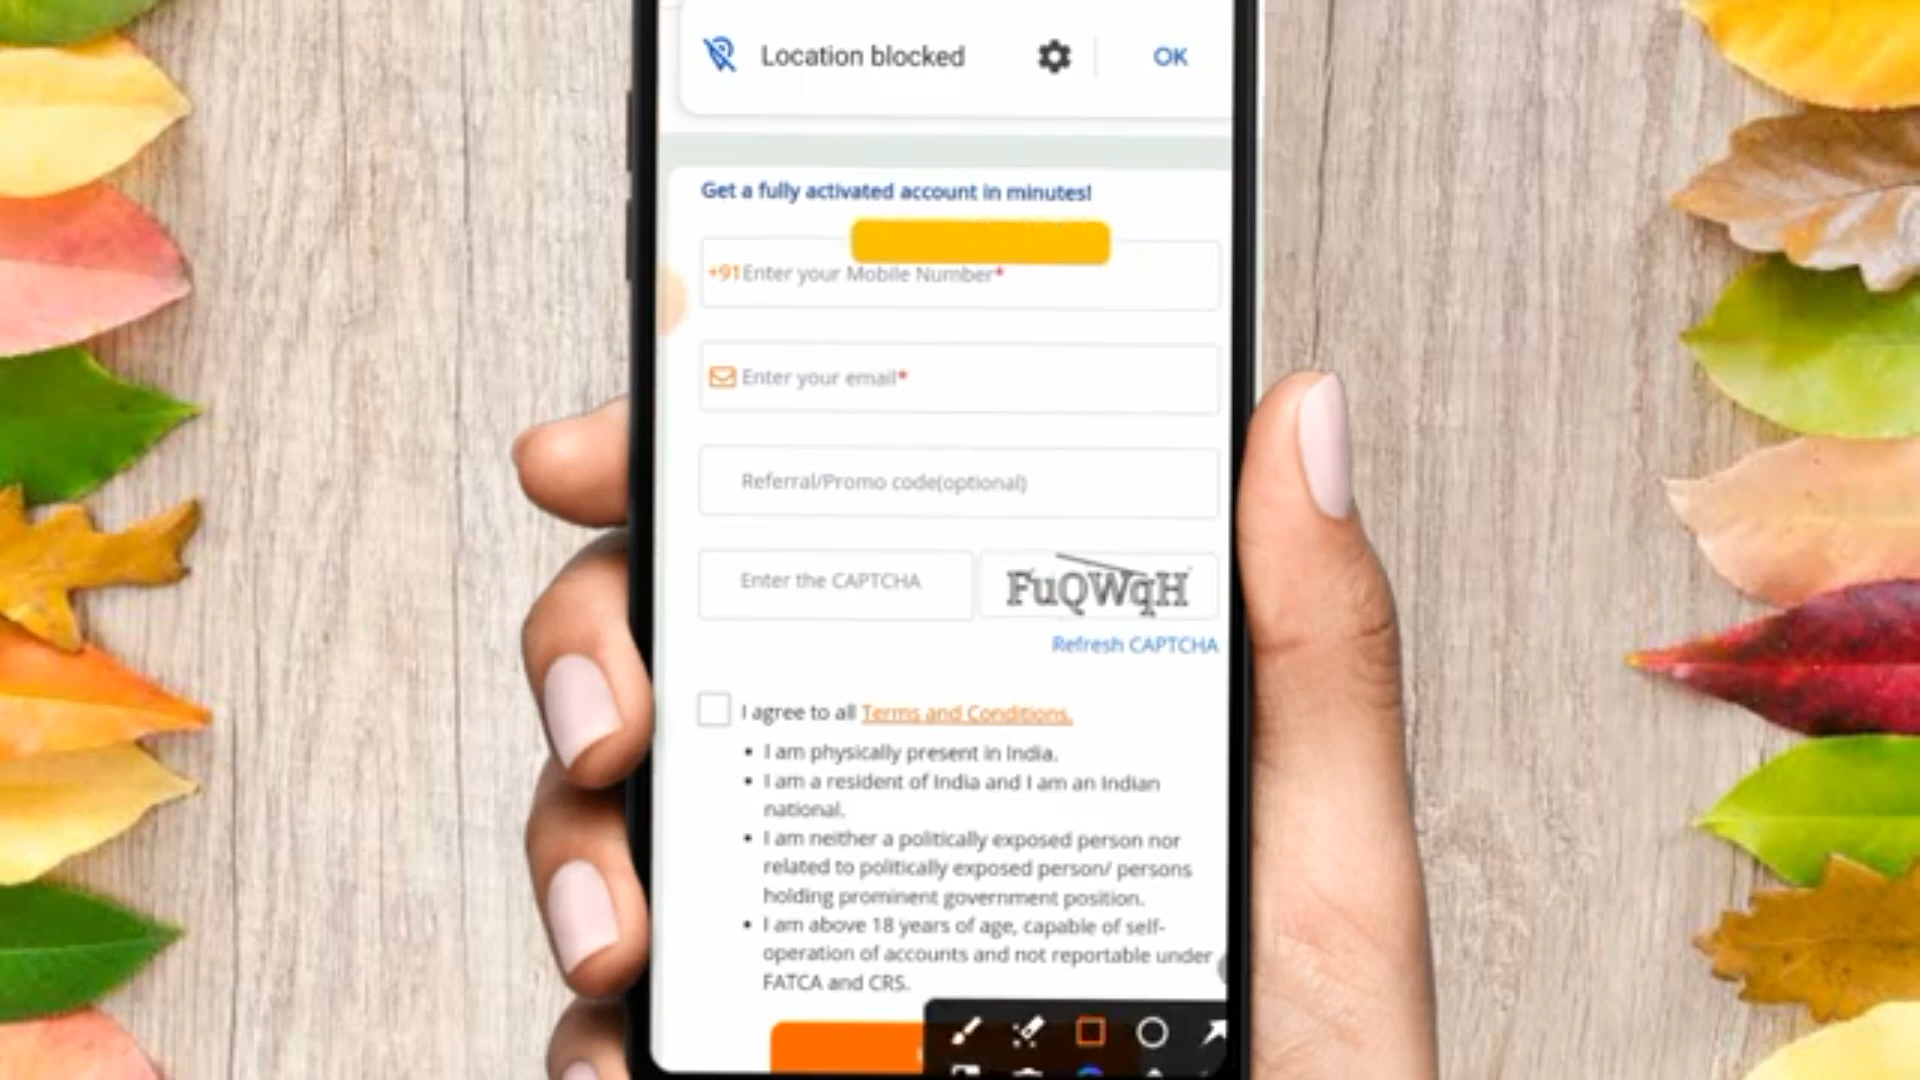 Location blocked OK
Get a fully activated account in minutes!
+91 Enter your Mobile Number*
Enter your email*
Referral/Promo code(optional)
Enter the CAPTCHA FuQWqH
Refresh CAPTCHA
I agree to all Terms and Conditions.
• I am physically present in India.
• I am a resident of India and I am an Indian
national.
• I am neither a politically exposed person nor
related to politically exposed person/ persons
holding prominent government position.
• I am above 18 years of age, capable of self-
operation of accounts and not reportable under
FATCA and CRS.